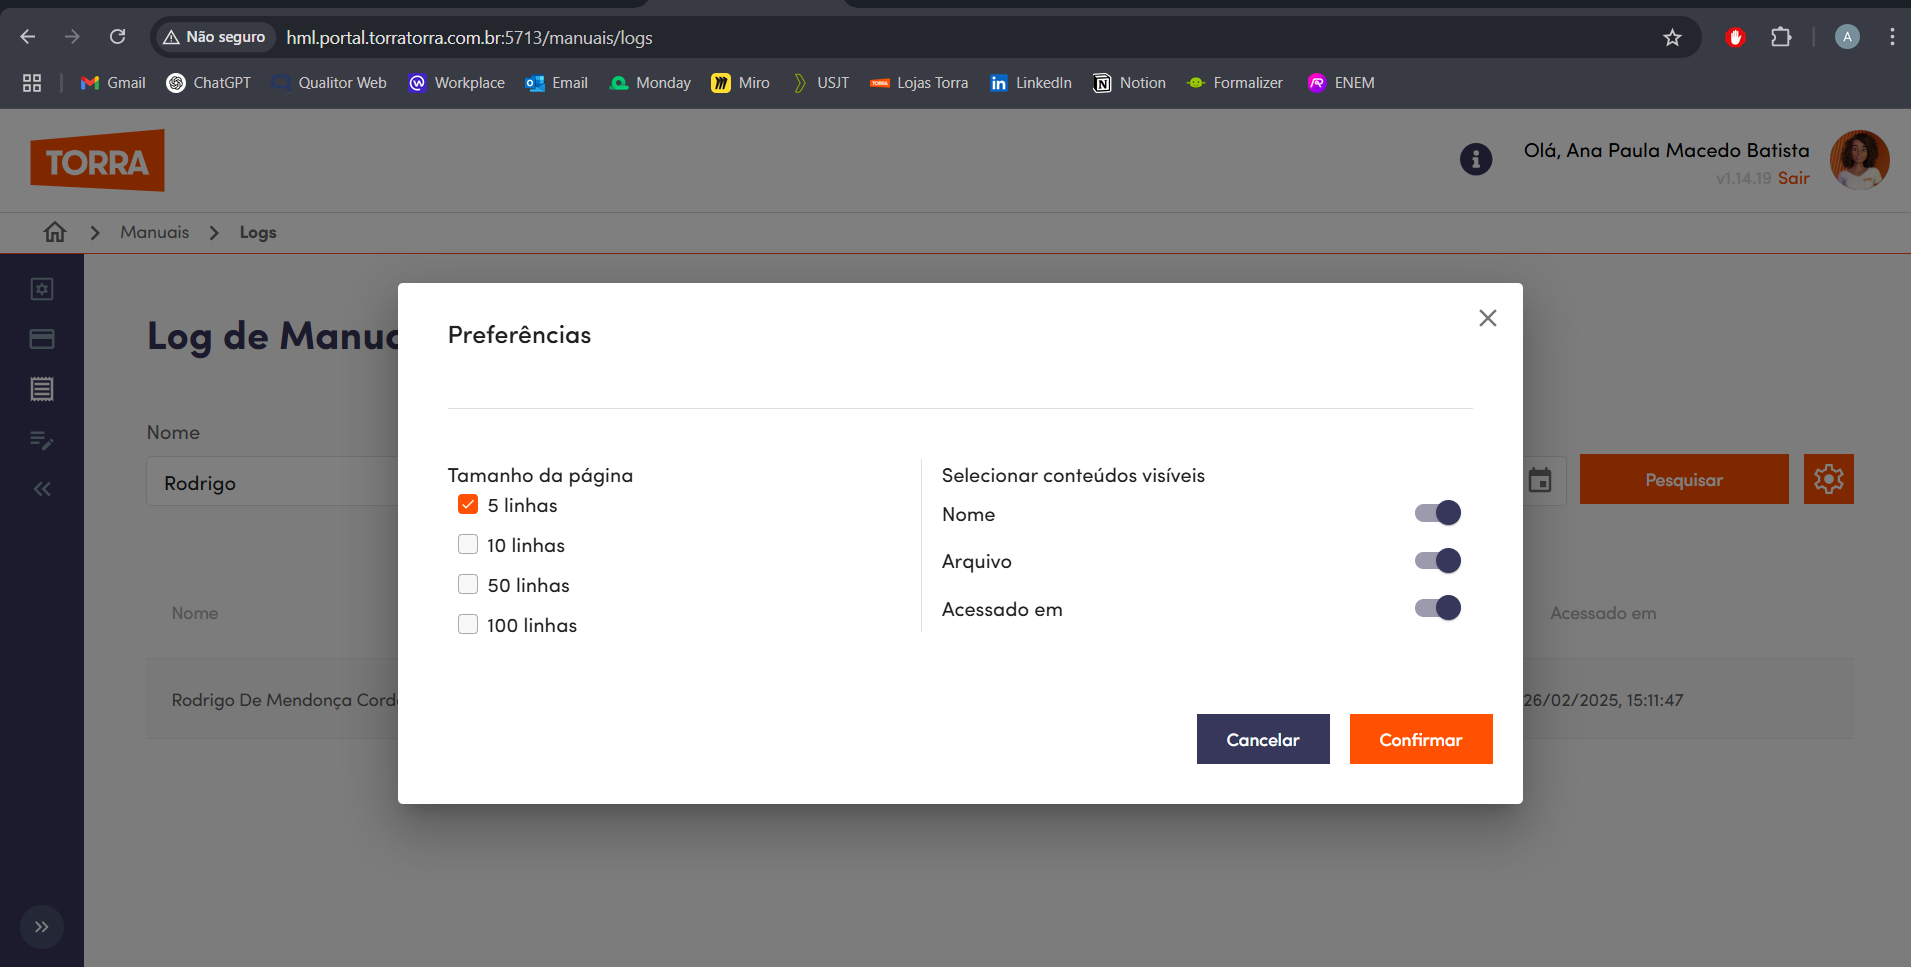 Não seguro
hml.portal.torratorra.com.br:5713/manuais/logs
A
Gmail
ChatGPT
Qualitor Web
Workplace
Email
Monday
Miro
USJT
Lojas Torra
LinkedIn
Notion
Formalizer
ENEM
TORRA
Olá, Ana Paula Macedo Batista
v1.14.19 Sair
Manuais
Logs
Log de Manua
Preferências
Nome
Rodrigo
Pesquisar
Tamanho da página
5 linhas
10 linhas
50 linhas
100 linhas
Selecionar conteúdos visíveis
Nome
Arquivo
Acessado em
Nome
Acessado em
Rodrigo De Mendonça Cord
26/02/2025, 15:11:47
Cancelar
Confirmar